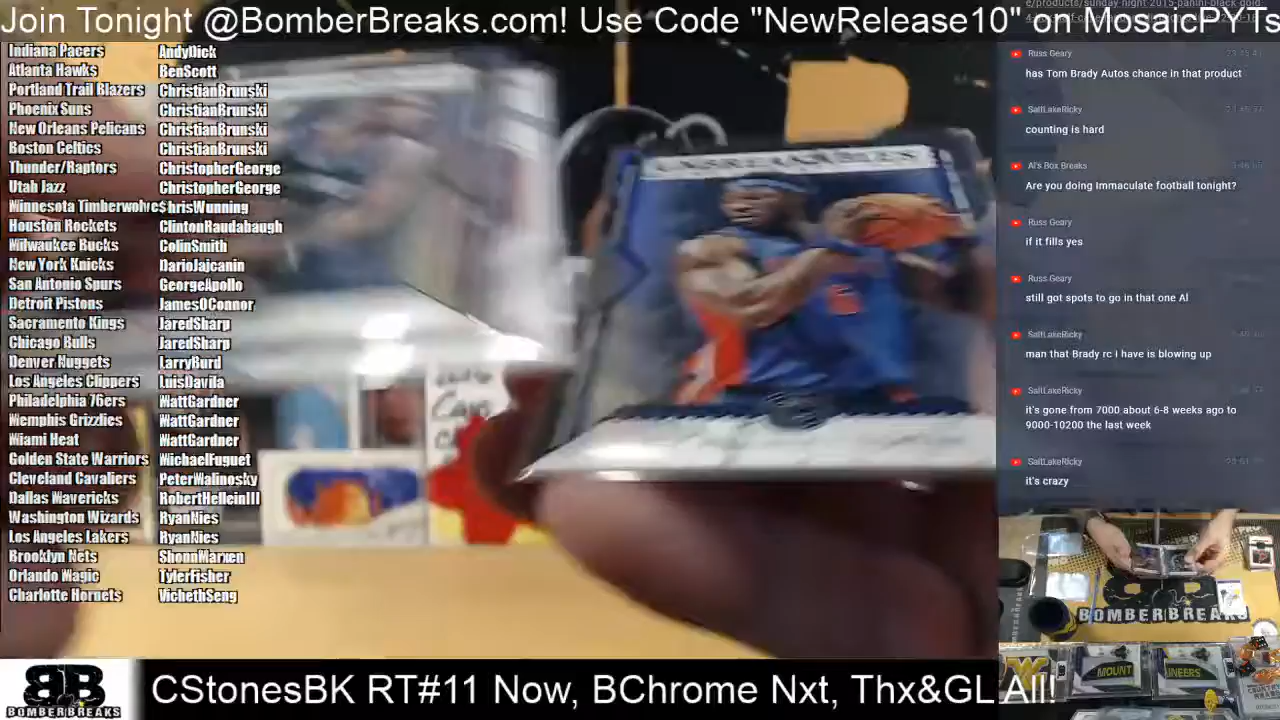 Join Tonight @BomberBreaks.com! Use Code "NewRelease10" on MosaicPYTs
Indiana Pacers AndyDick
Atlanta Hawks BenScott
Portland Trail Blazers ChristianBrunski
Phoenix Suns ChristianBrunski
New Orleans Pelicans ChristianBrunski
Boston Celtics ChristianBrunski
Thunder/Raptors ChristopherGeorge
Utah Jazz ChristopherGeorge
Minnesota Timberwolves ChrisWunning
Houston Rockets ClintonRaudabaugh
Milwaukee Bucks ColinSmith
New York Knicks DarioJajcanin
San Antonio Spurs GeorgeApollo
Detroit Pistons JamesOConnor
Sacramento Kings JaredSharp
Chicago Bulls JaredSharp
Denver Nuggets LarryBurd
Los Angeles Clippers LuisDavila
Philadelphia 76ers MattGardner
Memphis Grizzlies MattGardner
Miami Heat MattGardner
Golden State Warriors MichaelFuguet
Cleveland Cavaliers PeterMalinosky
Dallas Mavericks RobertHelleinIII
Washington Wizards RyanNies
Los Angeles Lakers RyanNies
Brooklyn Nets ShonnMarxen
Orlando Magic TylerFisher
Charlotte Hornets VichethSeng
Russ Geary
has Tom Brady Autos chance in that product
SaltLakeRicky
counting is hard
Al's Box Breaks
Are you doing Immaculate football tonight?
Russ Geary
if it fills yes
Russ Geary
still got spots to go in that one Al
SaltLakeRicky
man that Brady rc i have is blowing up
SaltLakeRicky
it's gone from 7000 about 6-8 weeks ago to
9000-10200 the last week
SaltLakeRicky
it's crazy
BOMBERBREAKS
MOUNT
INEERS
BB
BOMBERBREAKS
CStonesBK RT#11 Now, BChrome Nxt, Thx&GL All!